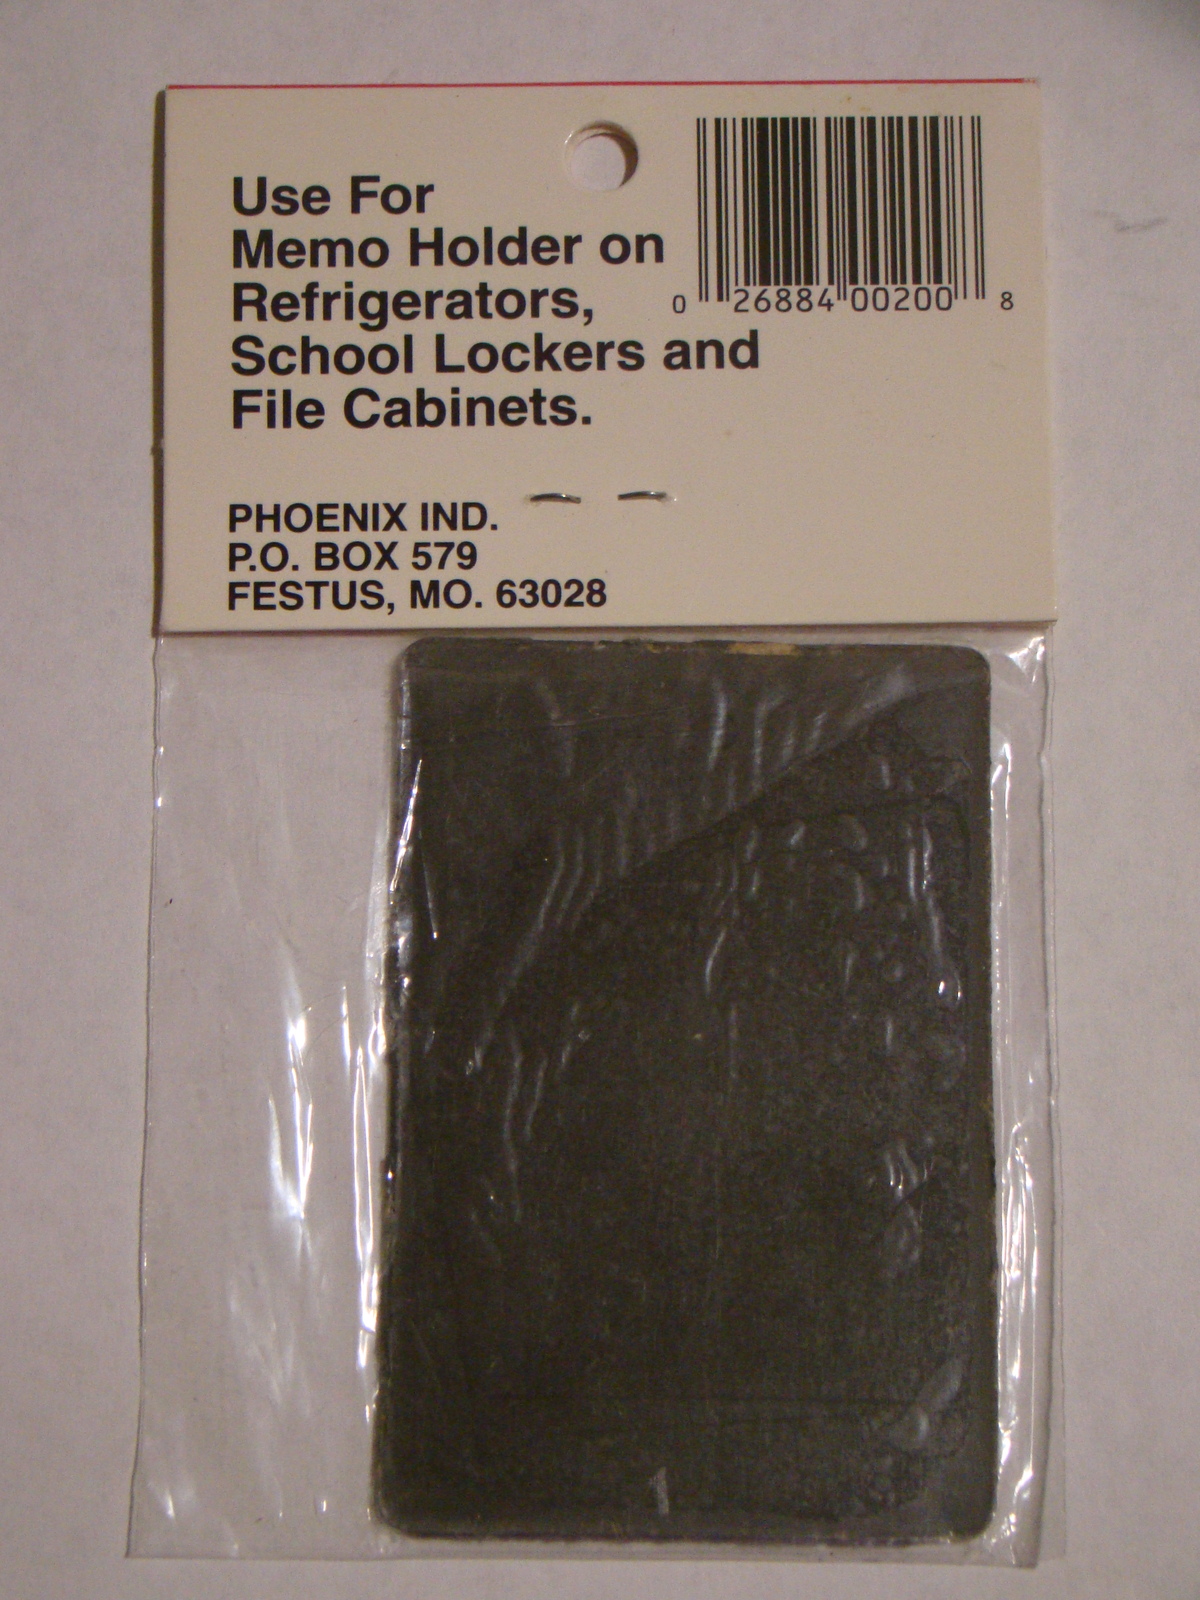 Use For
Memo Holder on
Refrigerators,
School Lockers and
File Cabinets.
0 26884 00200 8
PHOENIX IND.
P.O. BOX 579
FESTUS, MO. 63028